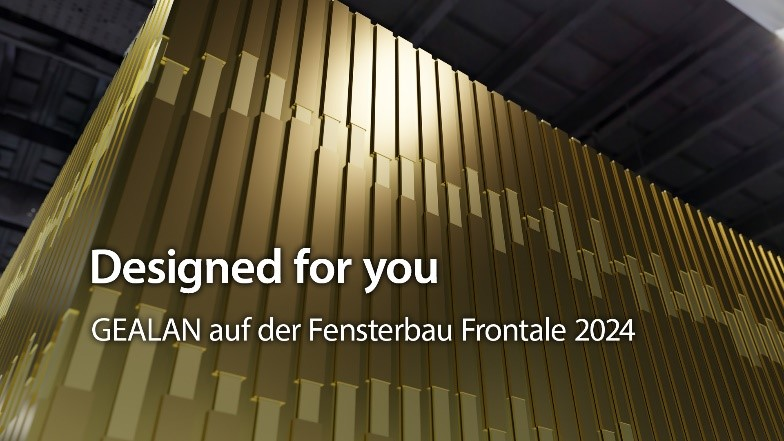 Designed for you
GEALAN auf der Fensterbau Frontale 2024